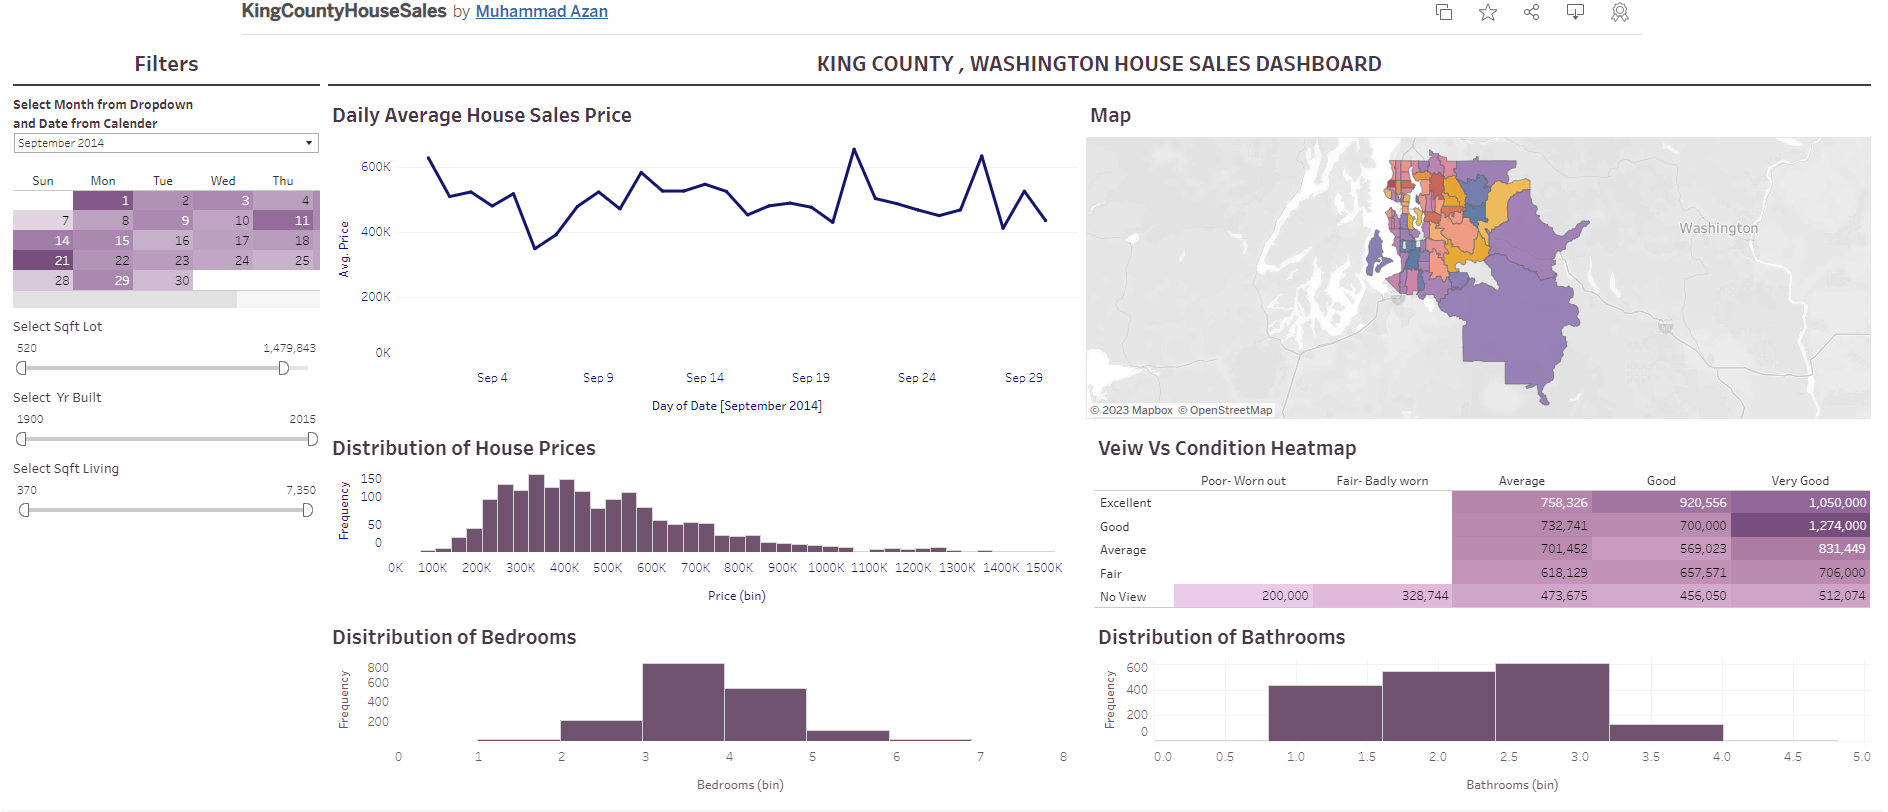 KingCountyHouseSales by Muhammad Azan
Filters
KING COUNTY , WASHINGTON HOUSE SALES DASHBOARD
Select Month from Dropdown
and Date from Calender
September 2014
Sun Mon Tue Wed Thu
1 2 3 4
7 8 9 10 11
14 15 16 17 18
21 22 23 24 25
28 29 30
Select Sqft Lot
520 1,479,843
Select Yr Built
1900 2015
Select Sqft Living
370 7,350
Daily Average House Sales Price
Avg. Price
600K
400K
200K
0K
Sep 4 Sep 9 Sep 14 Sep 19 Sep 24 Sep 29
Day of Date [September 2014]
Map
Washington
© 2023 Mapbox © OpenStreetMap
Distribution of House Prices
Frequency
150
100
50
0
0K 100K 200K 300K 400K 500K 600K 700K 800K 900K 1000K 1100K 1200K 1300K 1400K 1500K
Price (bin)
Veiw Vs Condition Heatmap
Poor- Worn out Fair- Badly worn Average Good Very Good
Excellent 758,326 920,556 1,050,000
Good 732,741 700,000 1,274,000
Average 701,452 569,023 831,449
Fair 618,129 657,571 706,000
No View 200,000 328,744 473,675 456,050 512,074
Disitribution of Bedrooms
Frequency
800
600
400
200
0 1 2 3 4 5 6 7 8
Bedrooms (bin)
Distribution of Bathrooms
Frequency
600
400
200
0
0.0 0.5 1.0 1.5 2.0 2.5 3.0 3.5 4.0 4.5 5.0
Bathrooms (bin)